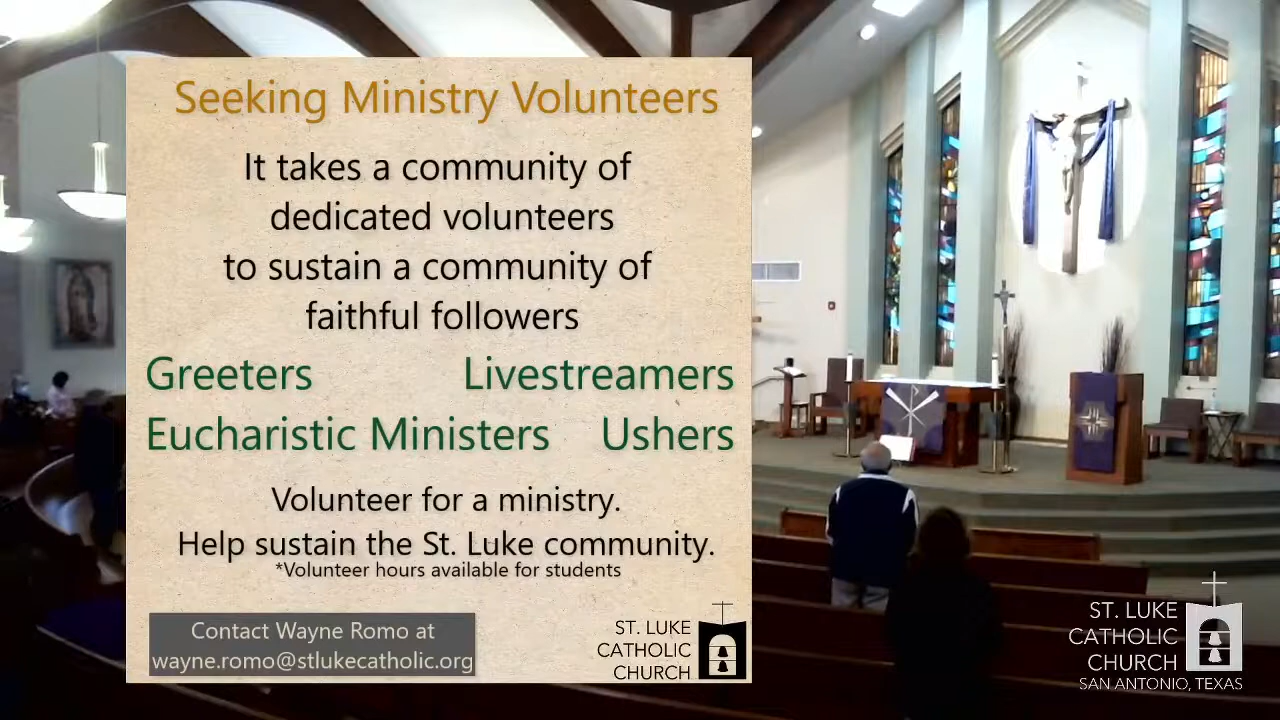 Seeking Ministry Volunteers
It takes a community of
dedicated volunteers
to sustain a community of
faithful followers
Greeters Livestreamers
Eucharistic Ministers Ushers
Volunteer for a ministry.
Help sustain the St. Luke community.
*Volunteer hours available for students
Contact Wayne Romo at
wayne.romo@stlukecatholic.org
ST. LUKE
CATHOLIC
CHURCH
ST. LUKE
CATHOLIC
CHURCH
SAN ANTONIO, TEXAS